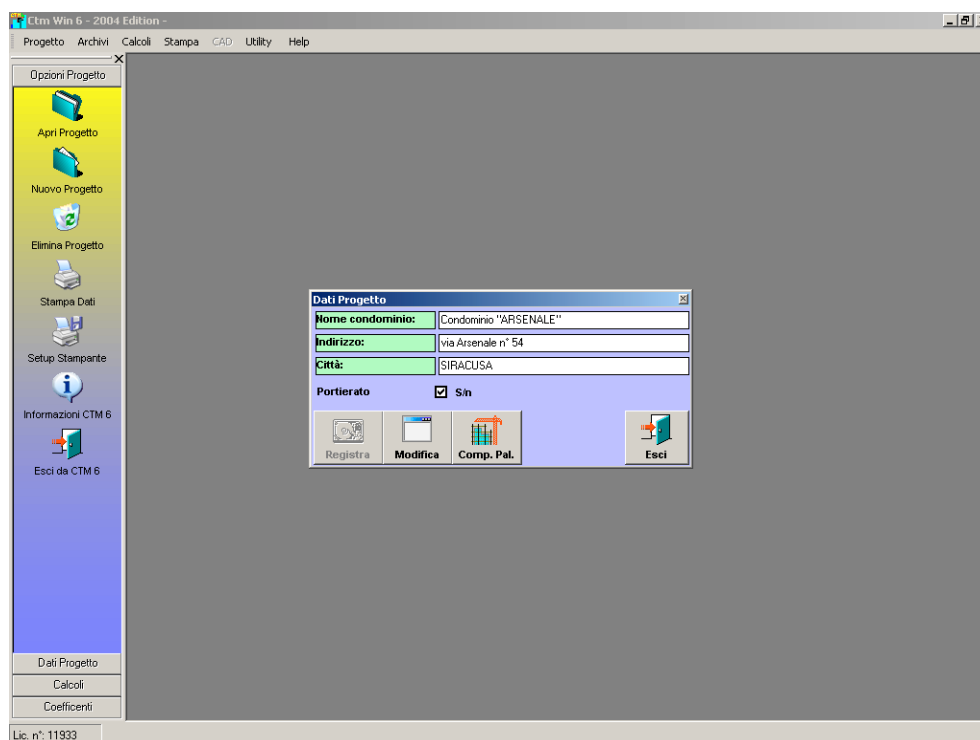 Ctm Win 6 - 2004 Edition -
Progetto Archivi Calcoli Stampa CAD Utility Help
Opzioni Progetto
Apri Progetto
Nuovo Progetto
Elimina Progetto
Stampa Dati
Setup Stampante
Informazioni CTM 6
Esci da CTM 6
Dati Progetto
Nome condominio: Condominio "ARSENALE"
Indirizzo: via Arsenale n° 54
Città: SIRACUSA
Portierato S/n
Registra Modifica Comp. Pal. Esci
Dati Progetto
Calcoli
Coefficenti
Lic. n°: 11933